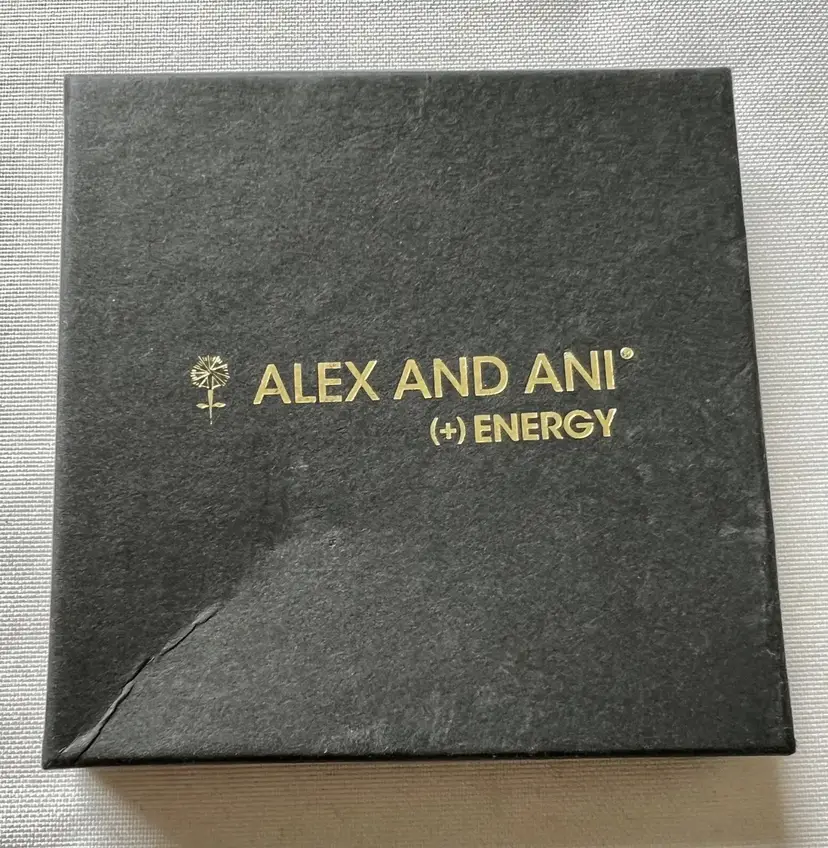 ALEX AND ANI®
(+) ENERGY